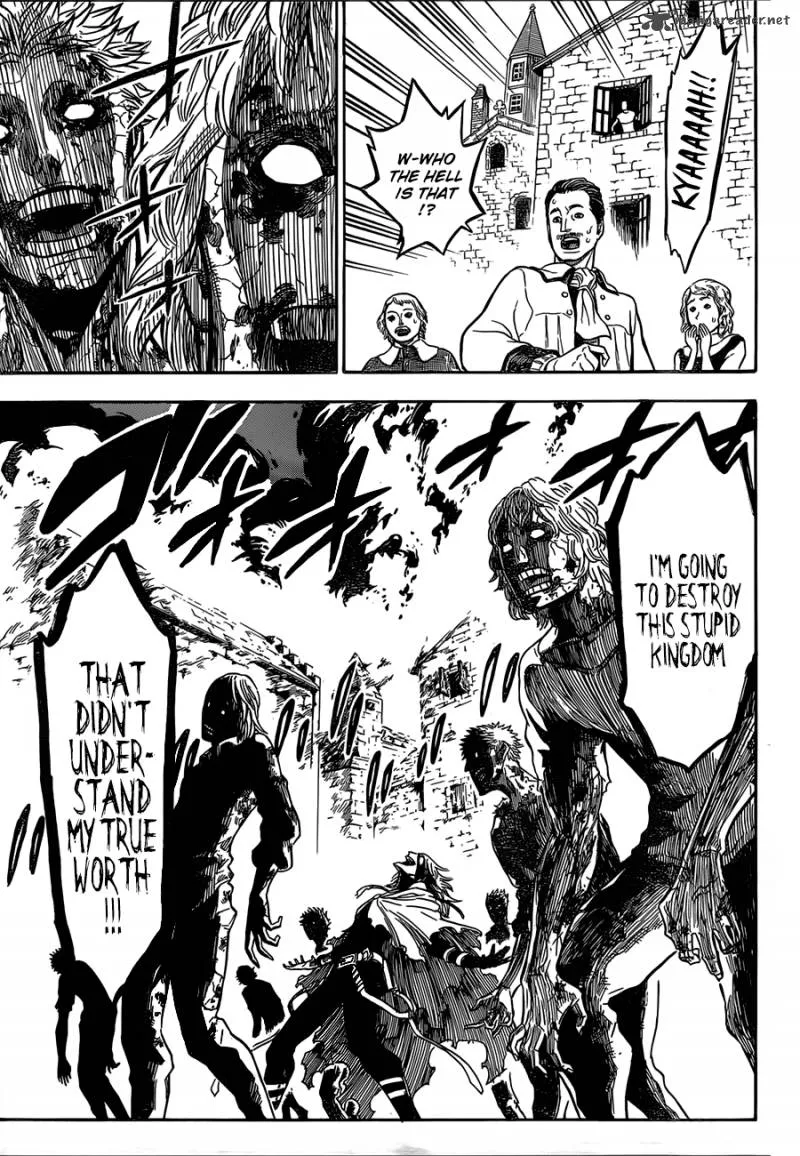 mangareader.net
KYAAAAAH!!
W-WHO
THE HELL
IS THAT
!?
I'M GOING
TO DESTROY
THIS STUPID
KINGDOM
THAT
DIDN'T
UNDER-
STAND
MY TRUE
WORTH
!!!